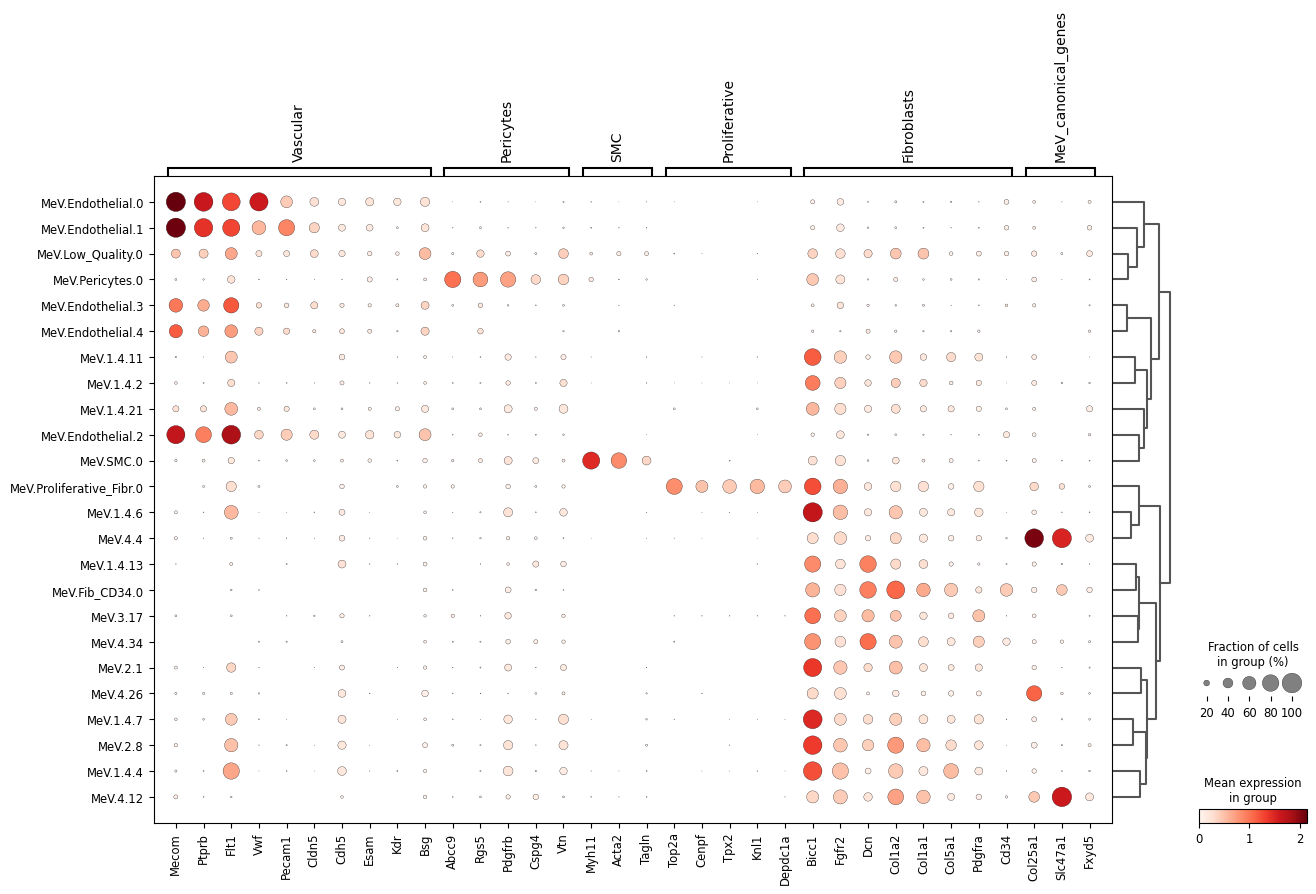 Vascular
Pericytes
SMC
Proliferative
Fibroblasts
MeV_canonical_genes
MeV.Endothelial.0
MeV.Endothelial.1
MeV.Low_Quality.0
MeV.Pericytes.0
MeV.Endothelial.3
MeV.Endothelial.4
MeV.1.4.11
MeV.1.4.2
MeV.1.4.21
MeV.Endothelial.2
MeV.SMC.0
MeV.Proliferative_Fibr.0
MeV.1.4.6
MeV.4.4
MeV.1.4.13
MeV.Fib_CD34.0
MeV.3.17
MeV.4.34
MeV.2.1
MeV.4.26
MeV.1.4.7
MeV.2.8
MeV.1.4.4
MeV.4.12
Mecom
Ptprb
Flt1
Vwf
Pecam1
Cldn5
Cdh5
Esam
Kdr
Bsg
Abcc9
Rgs5
Pdgfrb
Cspg4
Vtn
Myh11
Acta2
Tagln
Top2a
Cenpf
Tpx2
Knl1
Depdc1a
Bicc1
Fgfr2
Dcn
Col1a2
Col1a1
Col5a1
Pdgfra
Cd34
Col25a1
Slc47a1
Fxyd5
Fraction of cells
in group (%)
20 40 60 80 100
Mean expression
in group
0 1 2